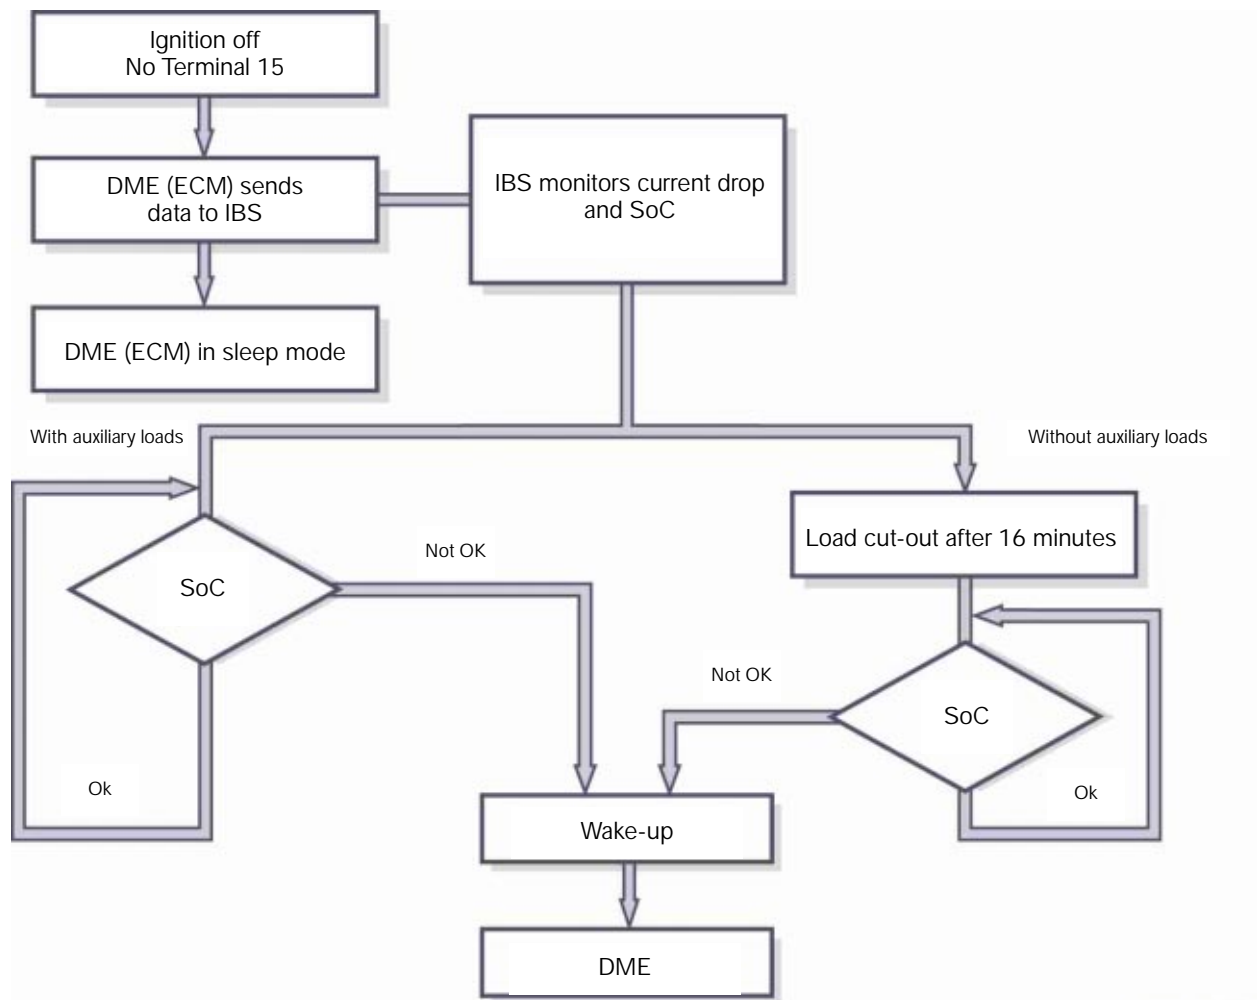 Ignition off
No Terminal 15
DME (ECM) sends
data to IBS
IBS monitors current drop
and SoC
DME (ECM) in sleep mode
With auxiliary loads
Without auxiliary loads
Load cut-out after 16 minutes
Not OK
SoC
Not OK
SoC
Ok
Ok
Wake-up
DME